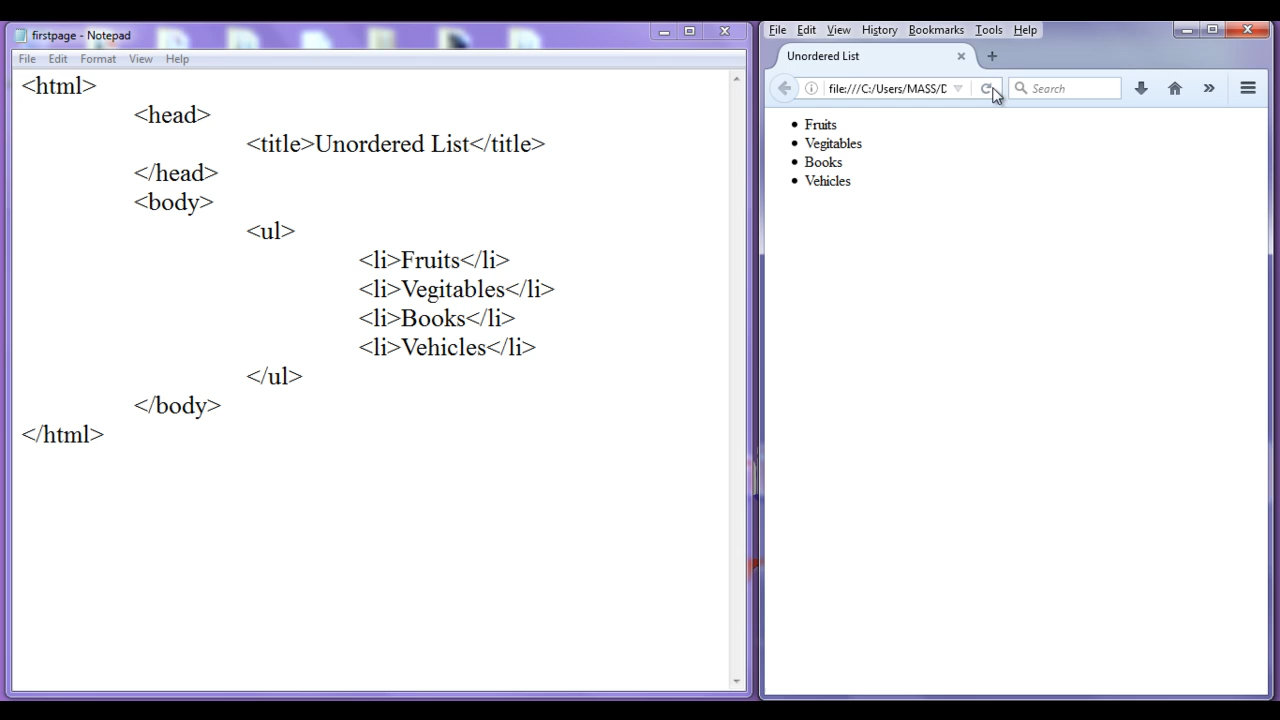 firstpage - Notepad
File Edit Format View Help
<html>
<head>
<title>Unordered List</title>
</head>
<body>
<ul>
<li>Fruits</li>
<li>Vegitables</li>
<li>Books</li>
<li>Vehicles</li>
</ul>
</body>
</html>
File Edit View History Bookmarks Tools Help
Unordered List
file:///C:/Users/MASS/D Search
• Fruits
• Vegitables
• Books
• Vehicles